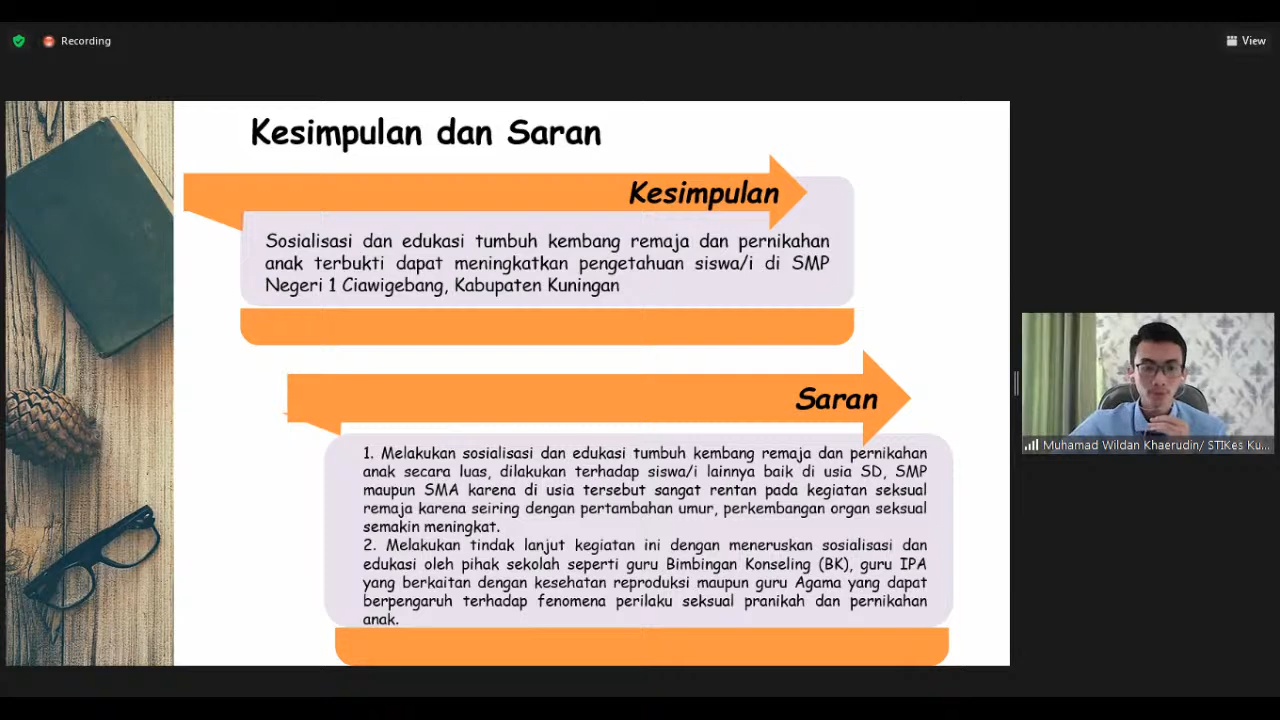 Recording
View
Kesimpulan dan Saran
Kesimpulan
Sosialisasi dan edukasi tumbuh kembang remaja dan pernikahan
anak terbukti dapat meningkatkan pengetahuan siswa/i di SMP
Negeri 1 Ciawigebang, Kabupaten Kuningan
Saran
1. Melakukan sosialisasi dan edukasi tumbuh kembang remaja dan pernikahan
anak secara luas, dilakukan terhadap siswa/i lainnya baik di usia SD, SMP
maupun SMA karena di usia tersebut sangat rentan pada kegiatan seksual
remaja karena seiring dengan pertambahan umur, perkembangan organ seksual
semakin meningkat.
2. Melakukan tindak lanjut kegiatan ini dengan meneruskan sosialisasi dan
edukasi oleh pihak sekolah seperti guru Bimbingan Konseling (BK), guru IPA
yang berkaitan dengan kesehatan reproduksi maupun guru Agama yang dapat
berpengaruh terhadap fenomena perilaku seksual pranikah dan pernikahan
anak.
Muhamad Wildan Khaerudin/ STIKes Ku...